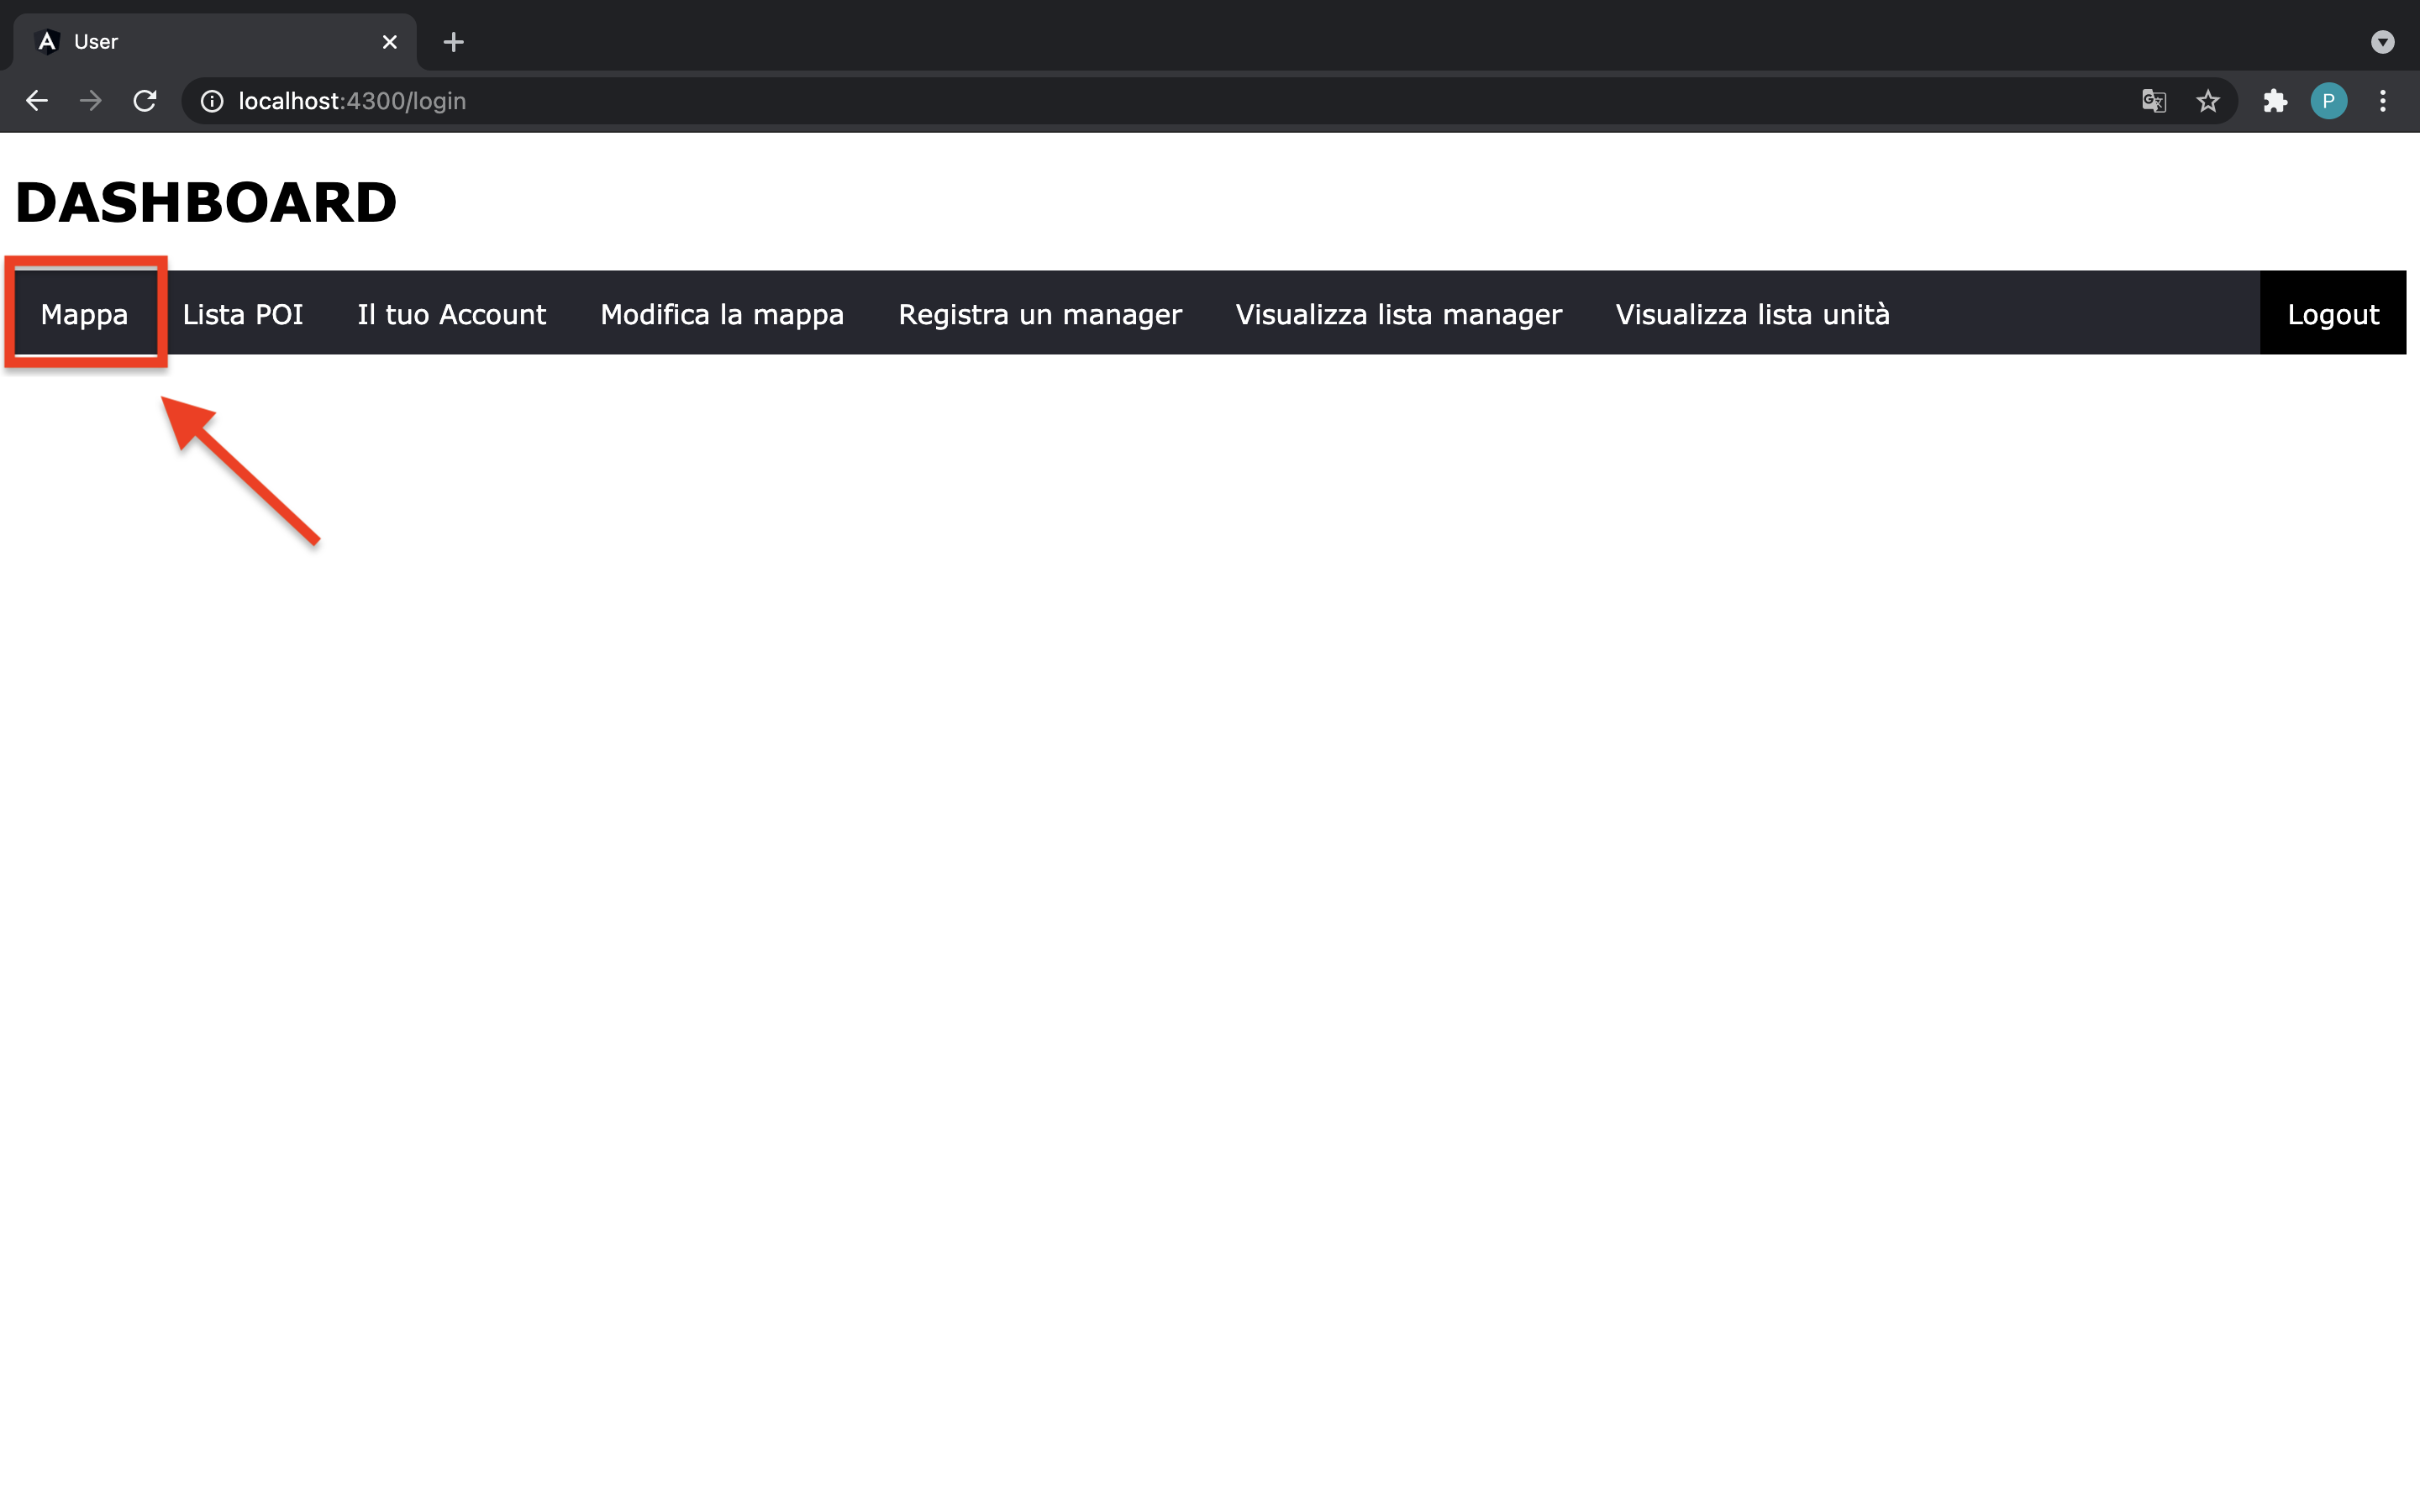 User
localhost:4300/login
P
DASHBOARD
Mappa Lista POI Il tuo Account Modifica la mappa Registra un manager Visualizza lista manager Visualizza lista unità Logout